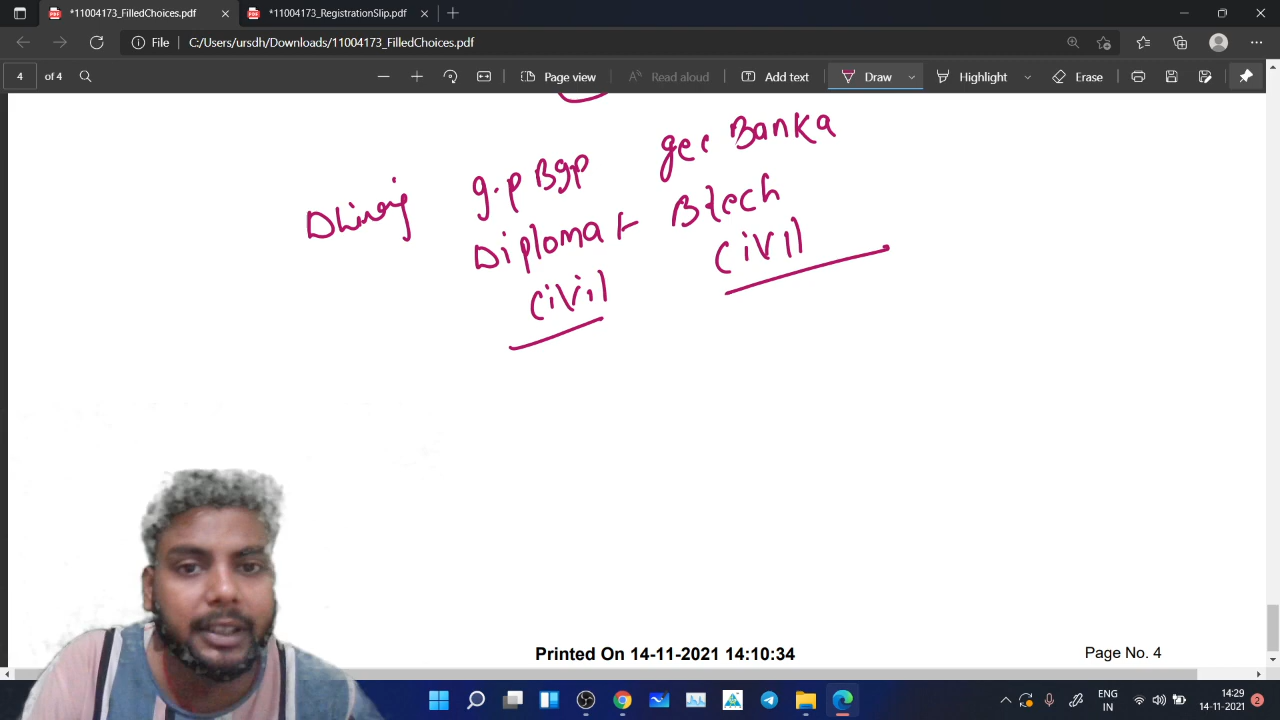 *11004173_FilledChoices.pdf *11004173_RegistrationSlip.pdf
File C:/Users/ursdh/Downloads/11004173_FilledChoices.pdf
4 of 4 Page view Read aloud Add text Draw Highlight Erase
g.p Bgp gec Banka
Diploma + Btech
Civil Civil
Printed On 14-11-2021 14:10:34 Page No. 4
ENG 14:29
IN 14-11-2021 2